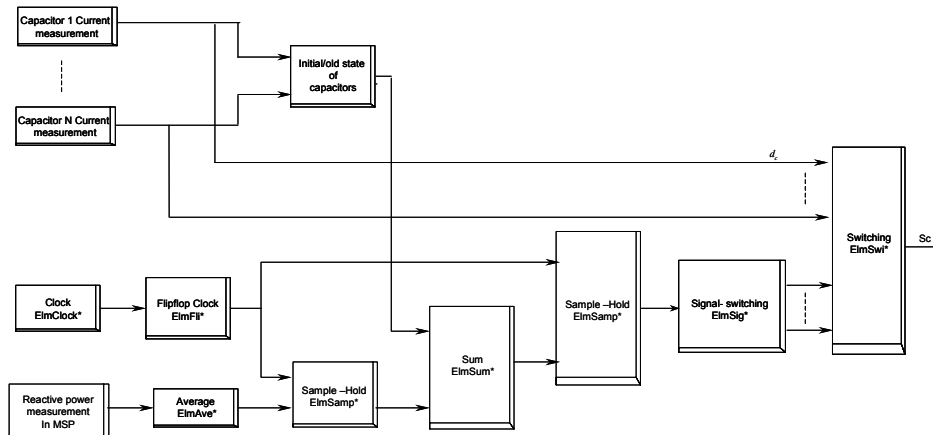 Capacitor 1 Current
measurement
Initial/old state
of
capacitors
Capacitor N Current
measurement
d_c
Switching
ElmSwi*
Sc
Clock
ElmClock*
Flipflop Clock
ElmFli*
Sample –Hold
ElmSamp*
Signal- switching
ElmSig*
Sum
ElmSum*
Reactive power
measurement
In MSP
Average
ElmAve*
Sample –Hold
ElmSamp*